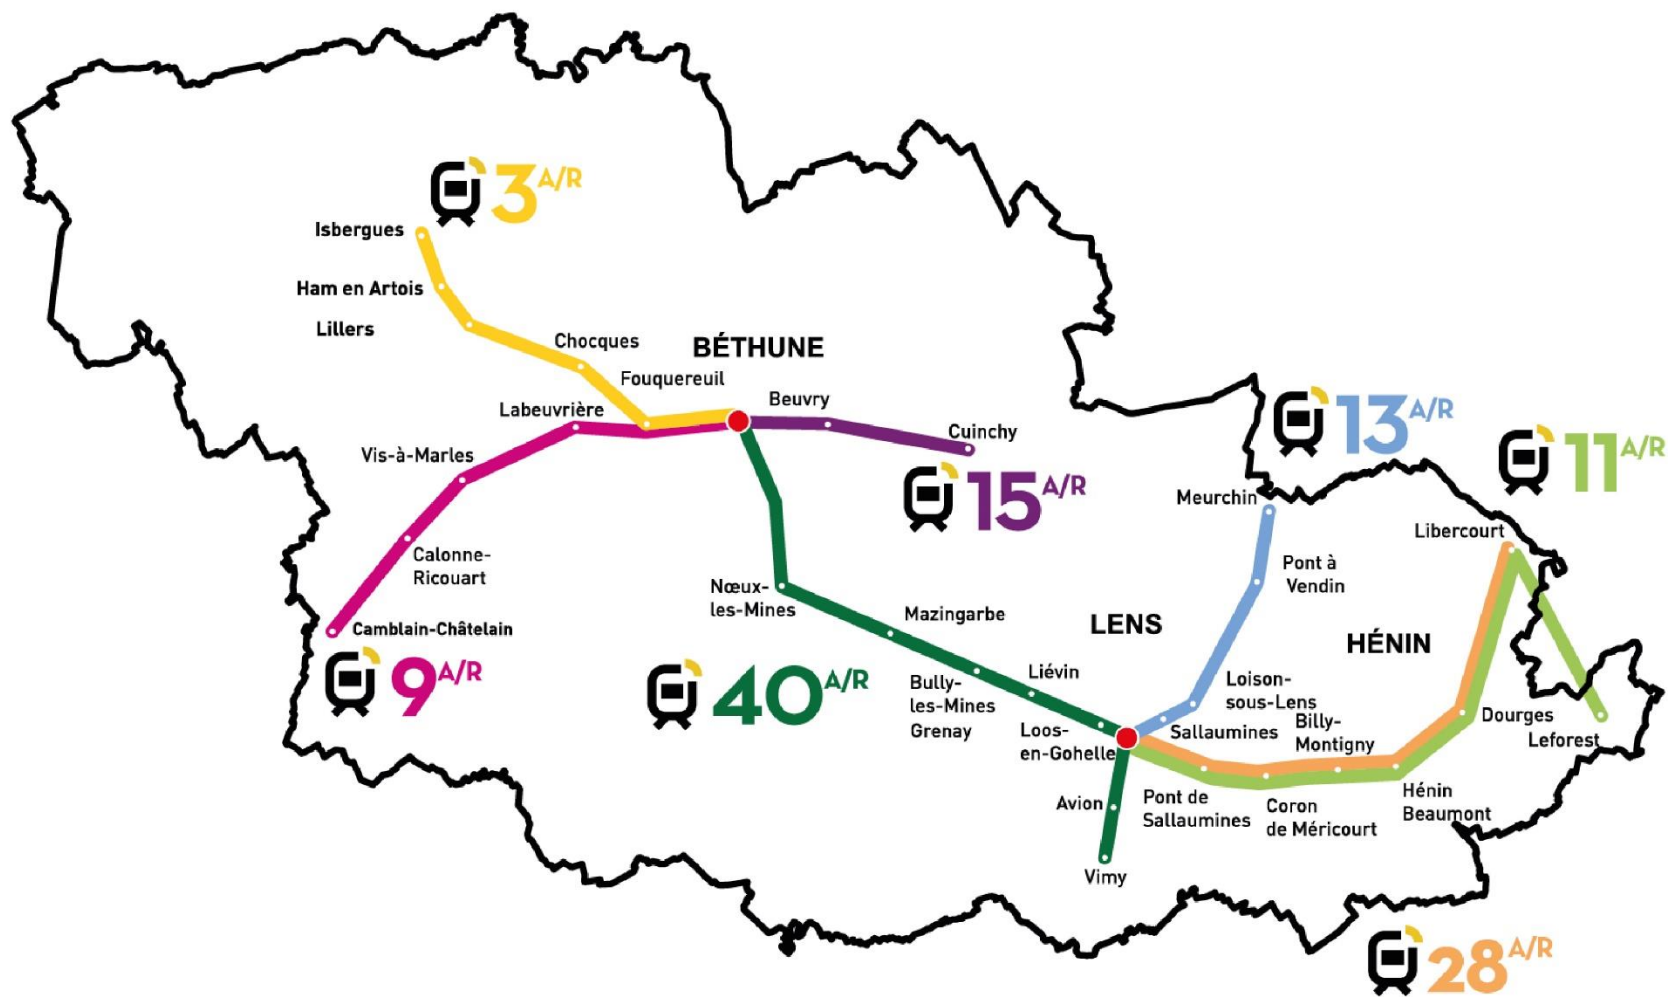 3 A/R
Isbergues
Ham en Artois
Lillers
Chocques
BÉTHUNE
Fouquereuil
Labeuvrière
Beuvry
Cuinchy
Vis-à-Marles
15 A/R
Calonne-
Ricouart
Camblain-Châtelain
9 A/R
Nœux-
les-Mines
40 A/R
Mazingarbe
Bully-
les-Mines
Grenay
Liévin
Loos-
en-Gohelle
LENS
13 A/R
Meurchin
Pont à
Vendin
Loison-
sous-Lens
Sallaumines
Avion
Vimy
Pont de
Sallaumines
Coron
de Méricourt
Billy-
Montigny
HÉNIN
Hénin
Beaumont
11 A/R
Libercourt
Dourges
Leforest
28 A/R